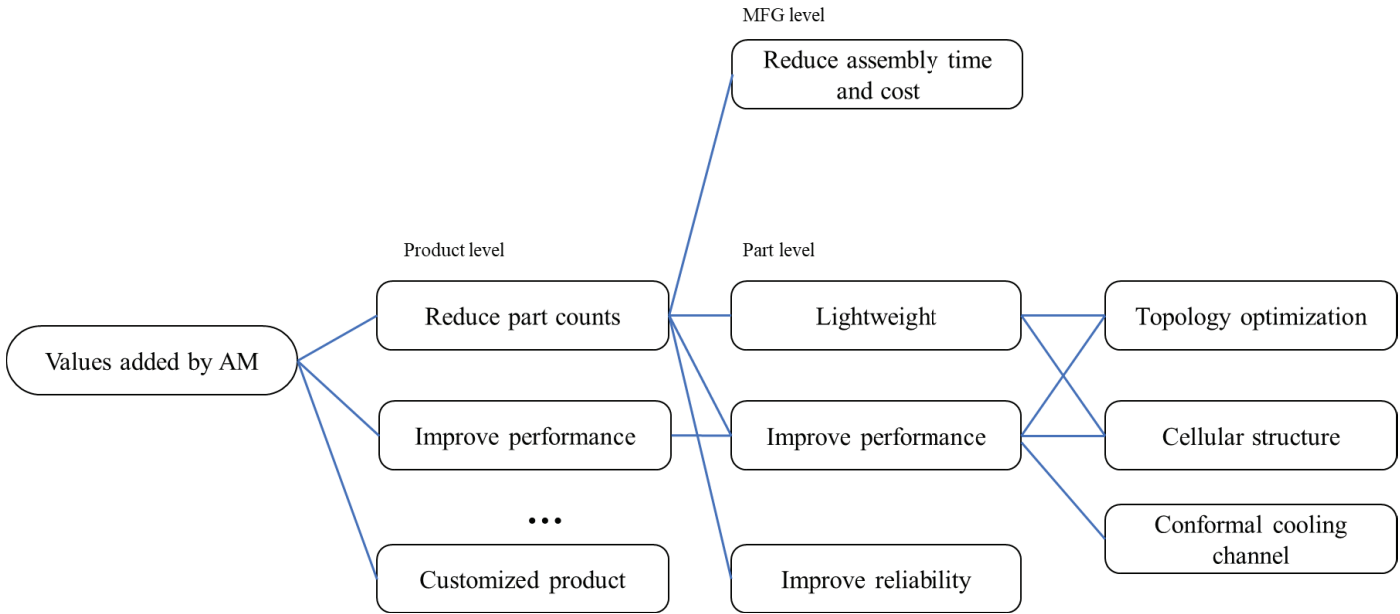 MFG level
Reduce assembly time
and cost
Product level
Part level
Reduce part counts
Lightweight
Topology optimization
Values added by AM
Improve performance
Improve performance
Cellular structure
...
Conformal cooling
channel
Customized product
Improve reliability